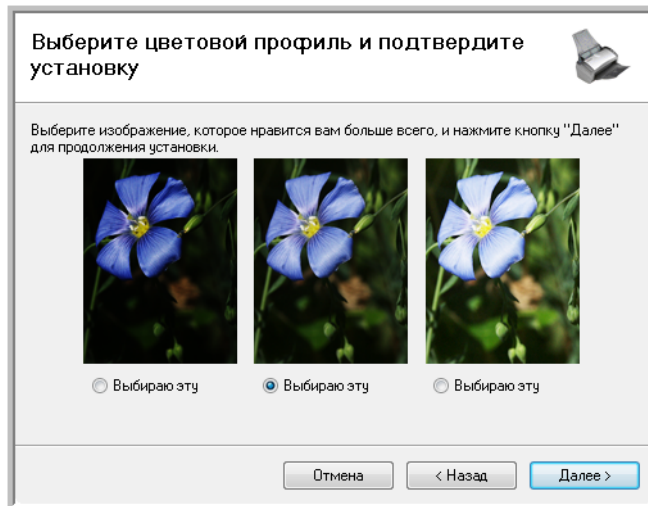 Выберите цветовой профиль и подтвердите
установку
Выберите изображение, которое нравится вам больше всего, и нажмите кнопку "Далее"
для продолжения установки.
Выбираю эту
Выбираю эту
Выбираю эту
Отмена
< Назад
Далее >